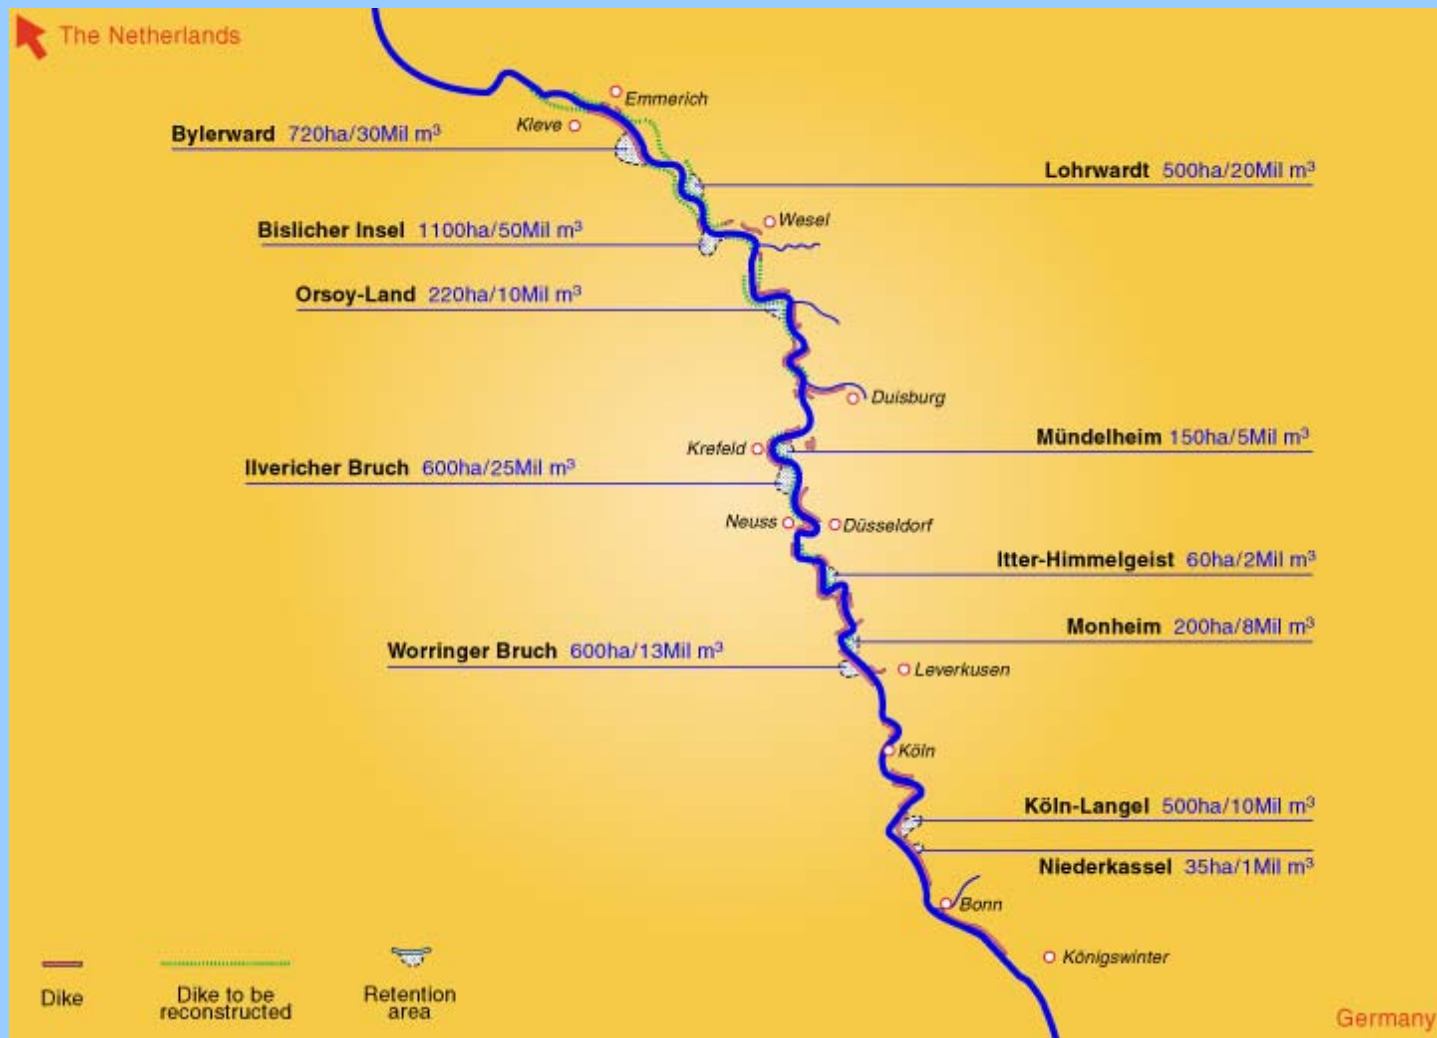 The Netherlands
Emmerich
Kleve
Bylerward 720ha/30Mil m³
Lohrwardt 500ha/20Mil m³
Wesel
Bislicher Insel 1100ha/50Mil m³
Orsoy-Land 220ha/10Mil m³
Duisburg
Mündelheim 150ha/5Mil m³
Krefeld
Ilvericher Bruch 600ha/25Mil m³
Neuss
Düsseldorf
Itter-Himmelgeist 60ha/2Mil m³
Monheim 200ha/8Mil m³
Worringer Bruch 600ha/13Mil m³
Leverkusen
Köln
Köln-Langel 500ha/10Mil m³
Niederkassel 35ha/1Mil m³
Bonn
Königswinter
Dike
Dike to be
reconstructed
Retention
area
Germany